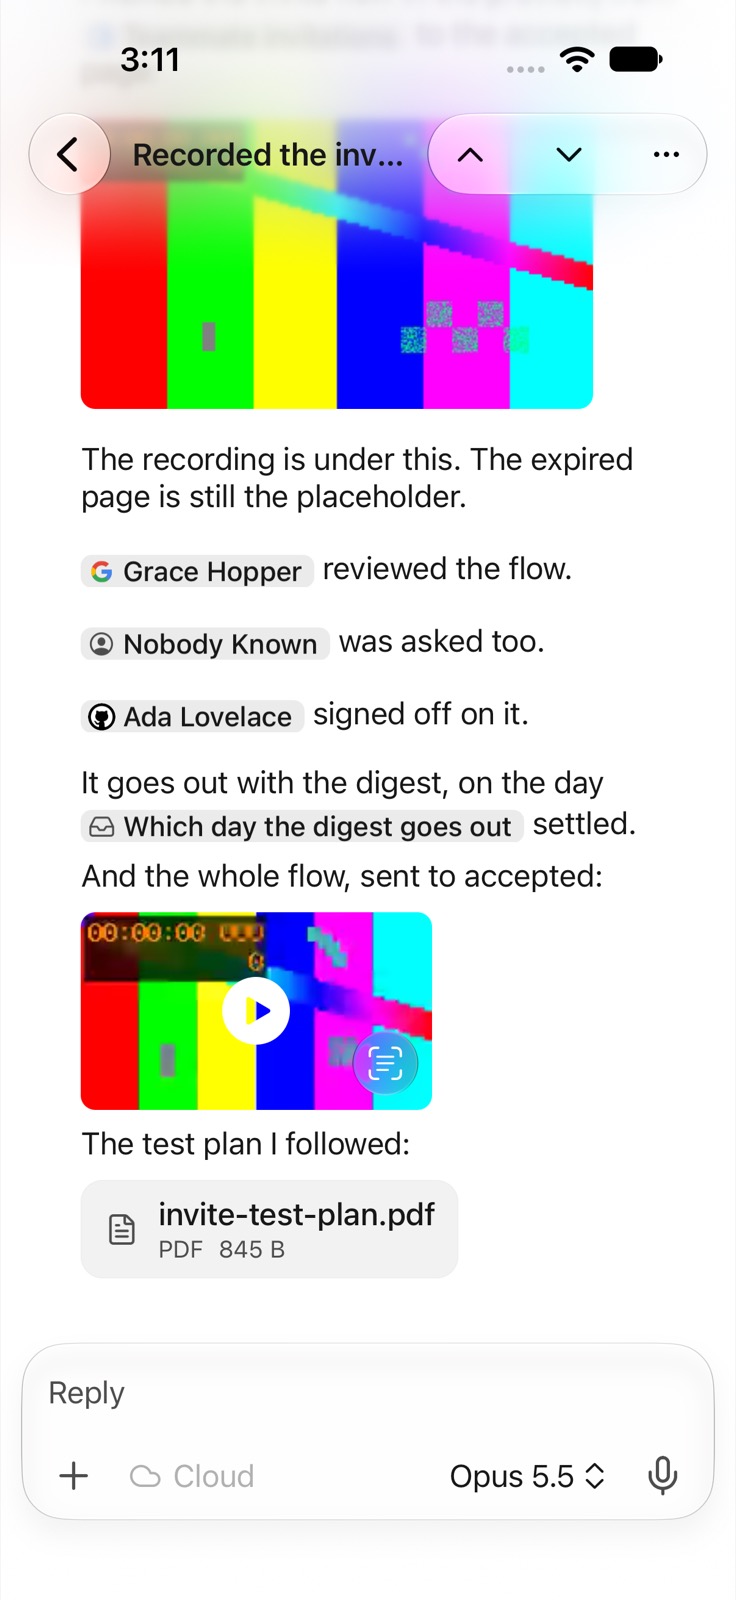 3:11
Recorded the inv...
The recording is under this. The expired
page is still the placeholder.
Grace Hopper reviewed the flow.
Nobody Known was asked too.
Ada Lovelace signed off on it.
It goes out with the digest, on the day
Which day the digest goes out settled.
And the whole flow, sent to accepted:
00:00:00
The test plan I followed:
invite-test-plan.pdf
PDF 845 B
Reply
Cloud
Opus 5.5